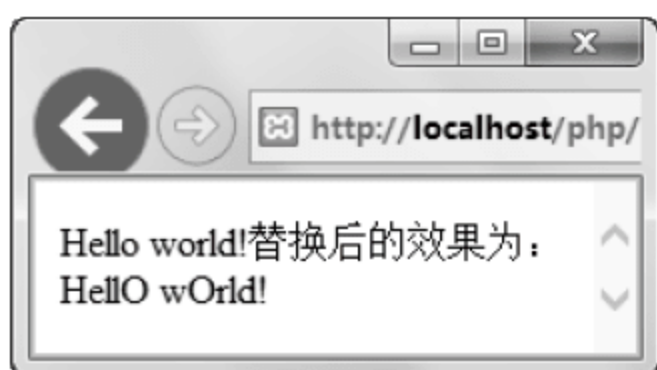 http://localhost/php/
Hello world!替换后的效果为：
HellO wOrld!